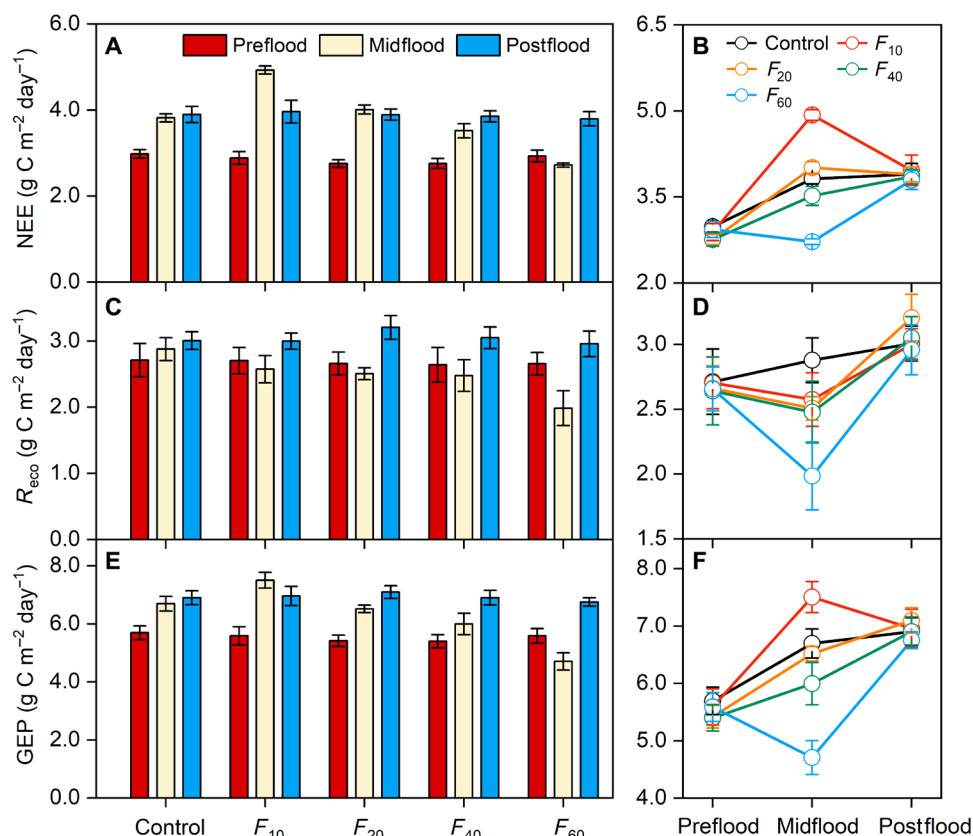 A
Preflood
Midflood
Postflood
NEE (g C m⁻² day⁻¹)
6.0
4.0
2.0
0.0
B
Control
F₁₀
F₂₀
F₄₀
F₆₀
6.5
5.0
3.5
2.0
C
R_eco (g C m⁻² day⁻¹)
3.0
2.0
1.0
0.0
D
3.0
2.5
2.0
1.5
E
GEP (g C m⁻² day⁻¹)
8.0
6.0
4.0
2.0
0.0
Control
F₁₀
F₂₀
F₄₀
F₆₀
F
8.0
7.0
6.0
5.0
4.0
Preflood
Midflood
Postflood